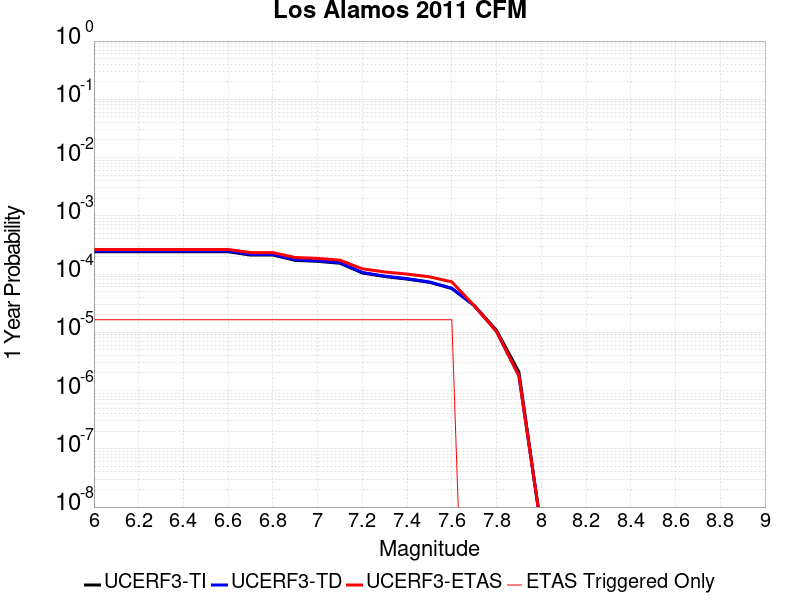 Los Alamos 2011 CFM
10^0
10^-1
10^-2
10^-3
10^-4
10^-5
10^-6
10^-7
10^-8
1 Year Probability
6 6.2 6.4 6.6 6.8 7 7.2 7.4 7.6 7.8 8 8.2 8.4 8.6 8.8 9
Magnitude
UCERF3-TI UCERF3-TD UCERF3-ETAS ETAS Triggered Only